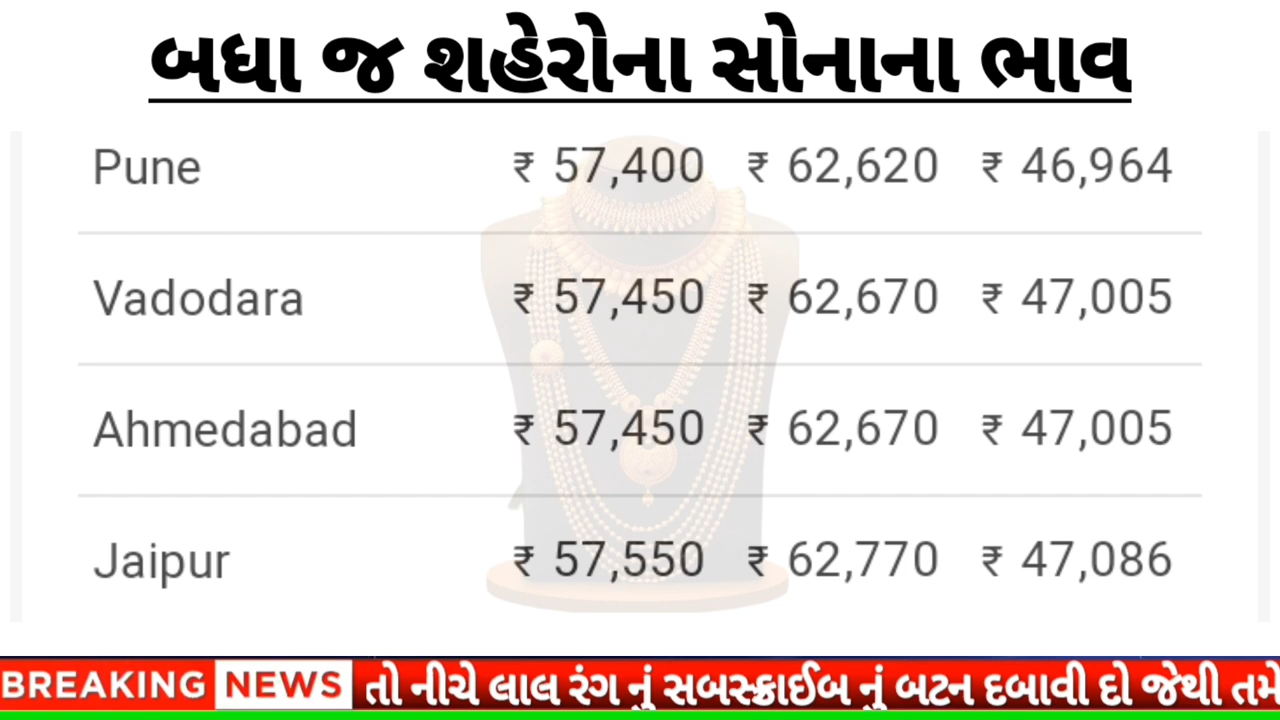 બધા જ શહેરોના સોનાના ભાવ
Pune ₹ 57,400 ₹ 62,620 ₹ 46,964
Vadodara ₹ 57,450 ₹ 62,670 ₹ 47,005
Ahmedabad ₹ 57,450 ₹ 62,670 ₹ 47,005
Jaipur ₹ 57,550 ₹ 62,770 ₹ 47,086
BREAKING NEWS તો નીચે લાલ રંગ નું સબસ્ક્રાઈબ નું બટન દબાવી દો જેથી તમે